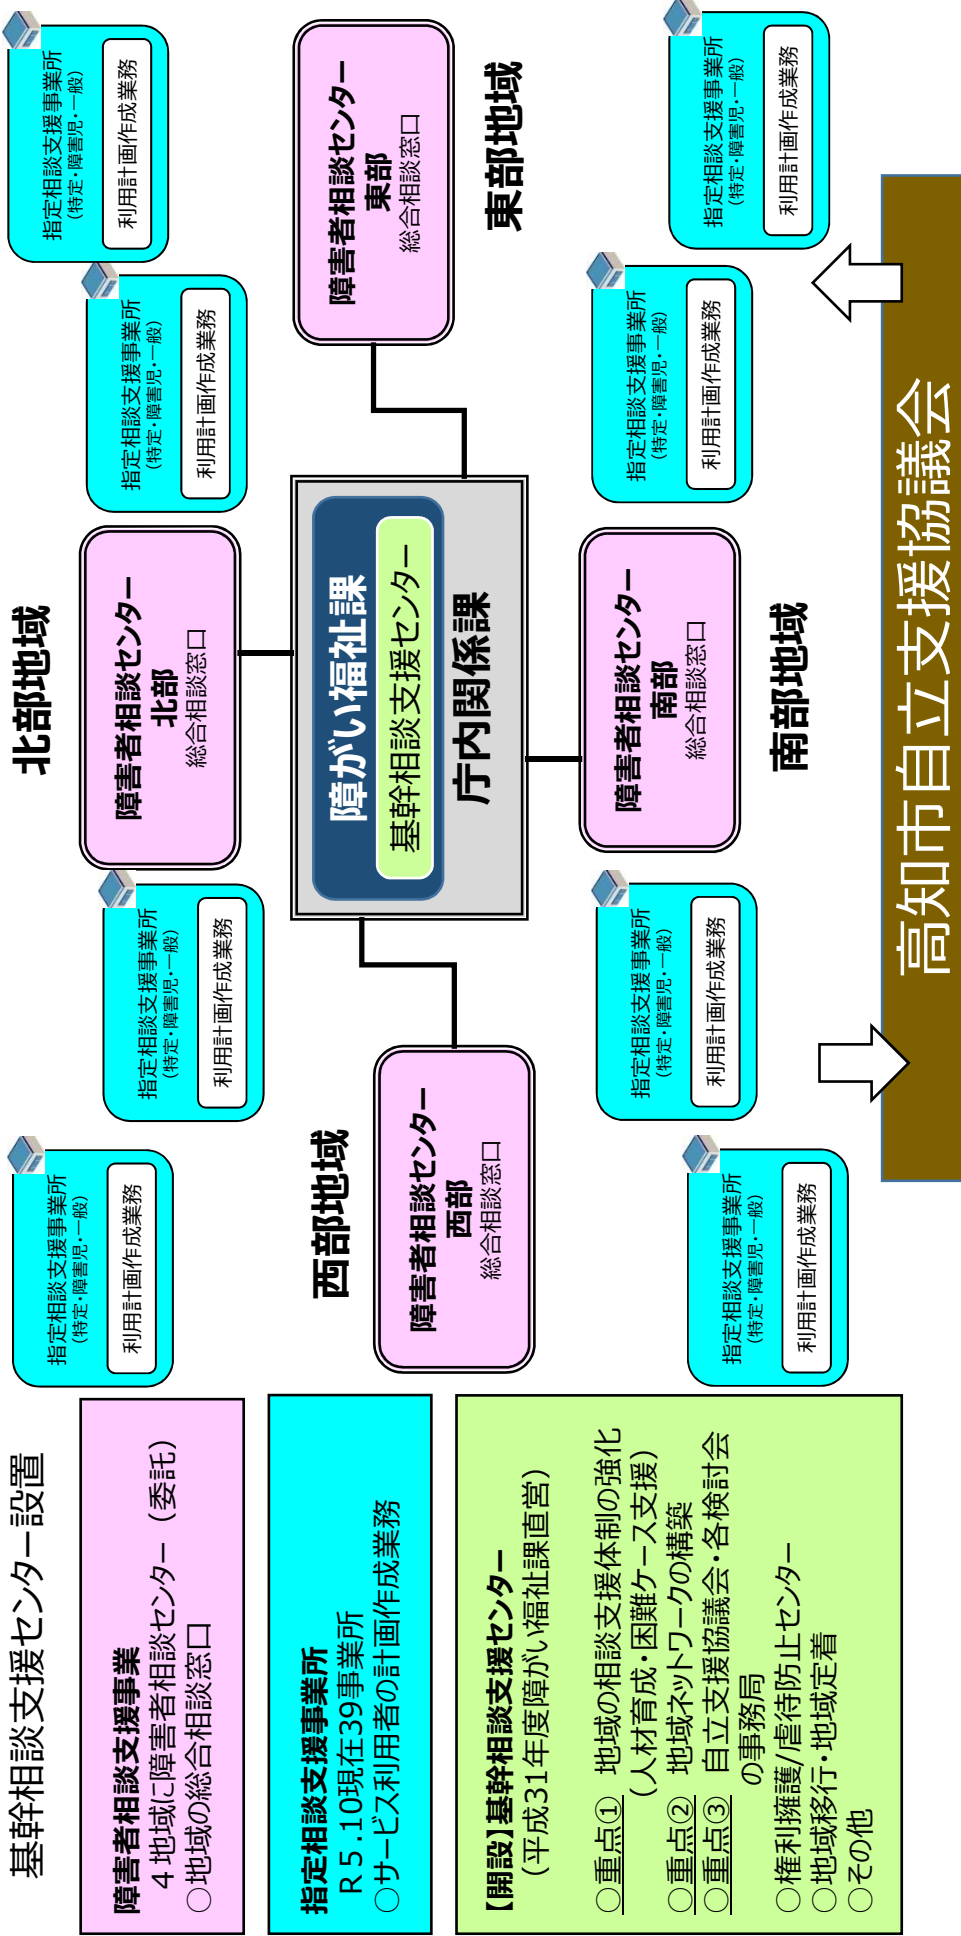 基幹相談支援センター設置
障害者相談支援事業
４地域に障害者相談センター（委託）
○地域の総合相談窓口
指定相談支援事業所
Ｒ５.10現在39事業所
○サービス利用者の計画作成業務
【開設】基幹相談支援センター
（平成31年度障がい福祉課直営）
○重点① 地域の相談支援体制の強化
（人材育成・困難ケース支援）
○重点② 地域ネットワークの構築
○重点③ 自立支援協議会・各検討会
の事務局
○権利擁護/虐待防止センター
○地域移行・地域定着
○その他
指定相談支援事業所
（特定・障害児・一般）
利用計画作成業務
指定相談支援事業所
（特定・障害児・一般）
利用計画作成業務
北部地域
障害者相談センター
北部
総合相談窓口
指定相談支援事業所
（特定・障害児・一般）
利用計画作成業務
指定相談支援事業所
（特定・障害児・一般）
利用計画作成業務
西部地域
障害者相談センター
西部
総合相談窓口
障がい福祉課
基幹相談支援センター
庁内関係課
障害者相談センター
東部
総合相談窓口
東部地域
指定相談支援事業所
（特定・障害児・一般）
利用計画作成業務
指定相談支援事業所
（特定・障害児・一般）
利用計画作成業務
障害者相談センター
南部
総合相談窓口
南部地域
指定相談支援事業所
（特定・障害児・一般）
利用計画作成業務
指定相談支援事業所
（特定・障害児・一般）
利用計画作成業務
高知市自立支援協議会